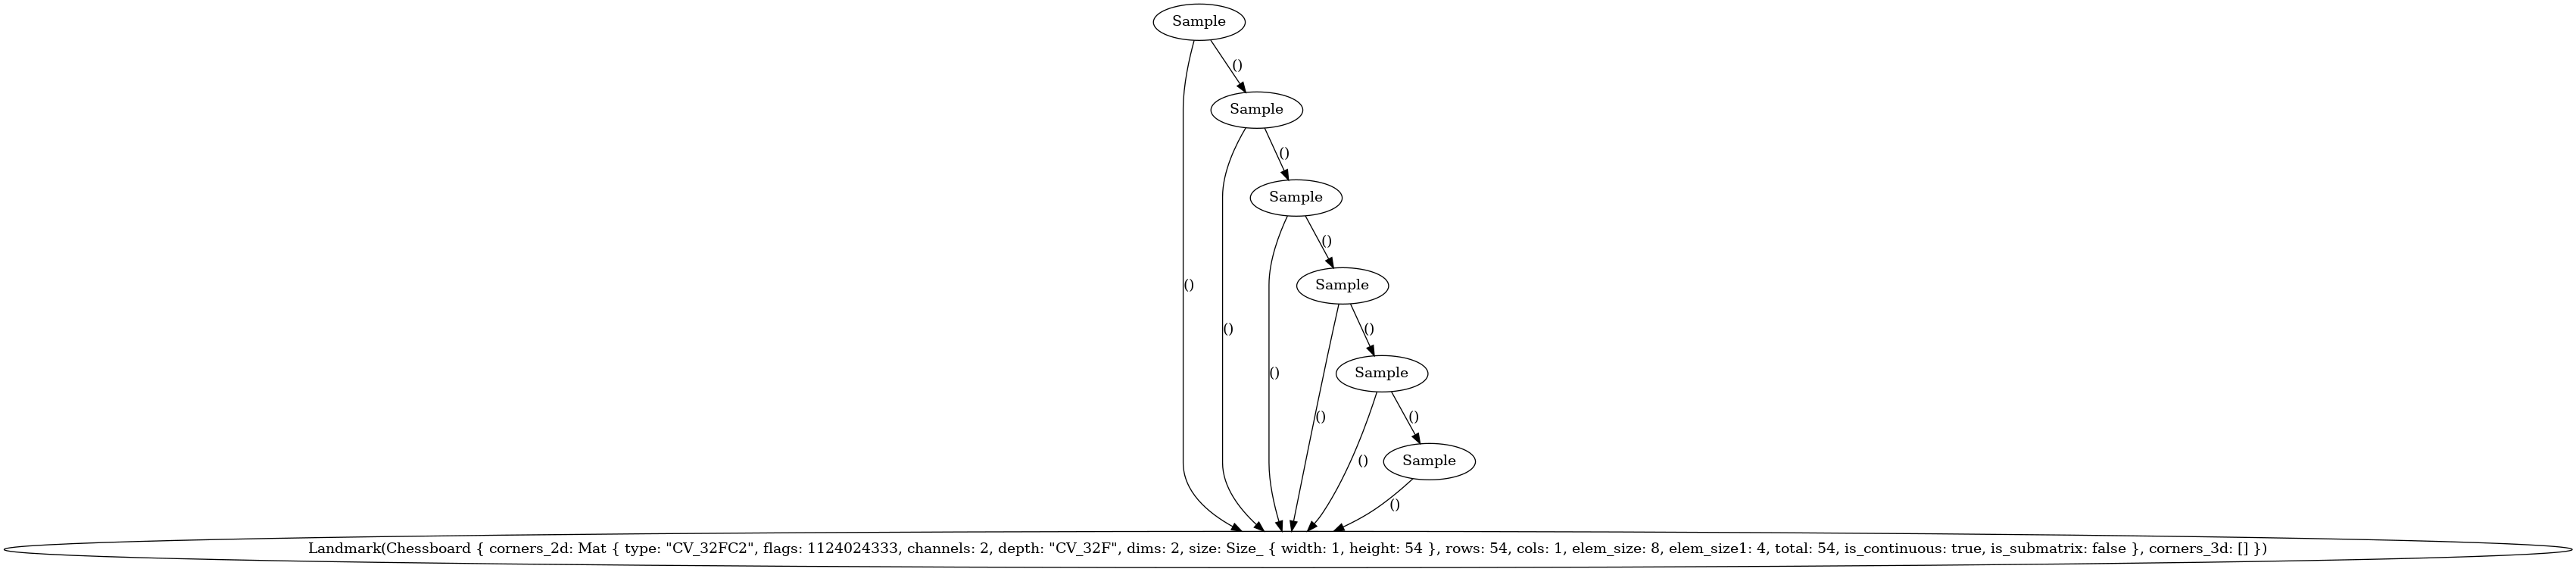 Sample
()
Sample
()
Sample
()
Sample
()
()
()
Sample
()
()
()
()
Sample
()
Landmark(Chessboard { corners_2d: Mat { type: "CV_32FC2", flags: 1124024333, channels: 2, depth: "CV_32F", dims: 2, size: Size_ { width: 1, height: 54 }, rows: 54, cols: 1, elem_size: 8, elem_size1: 4, total: 54, is_continuous: true, is_submatrix: false }, corners_3d: [] })